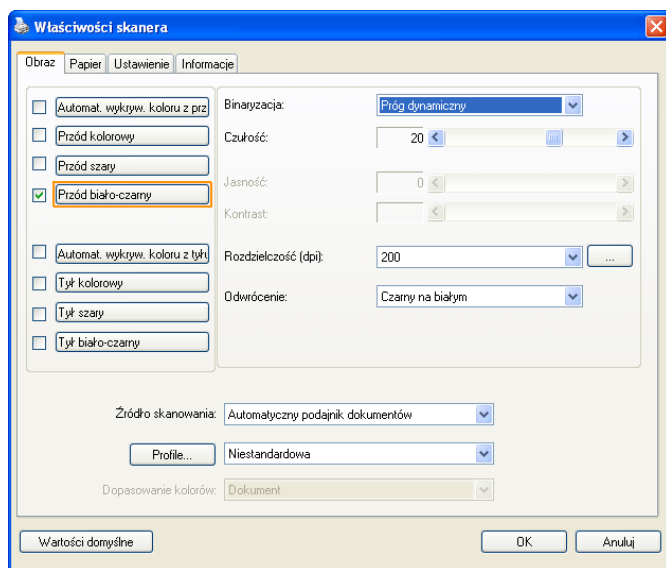 Właściwości skanera
Obraz Papier Ustawienie Informacje
Automat. wykryw. koloru z prz
Przód kolorowy
Przód szary
Przód biało-czarny
Automat. wykryw. koloru z tyłu
Tył kolorowy
Tył szary
Tył biało-czarny
Binaryzacja: Próg dynamiczny
Czułość: 20
Jasność: 0
Kontrast:
Rozdzielczość (dpi): 200 ...
Odwrócenie: Czarny na białym
Źródło skanowania: Automatyczny podajnik dokumentów
Profile... Niestandardowa
Dopasowanie kolorów: Dokument
Wartości domyślne OK Anuluj